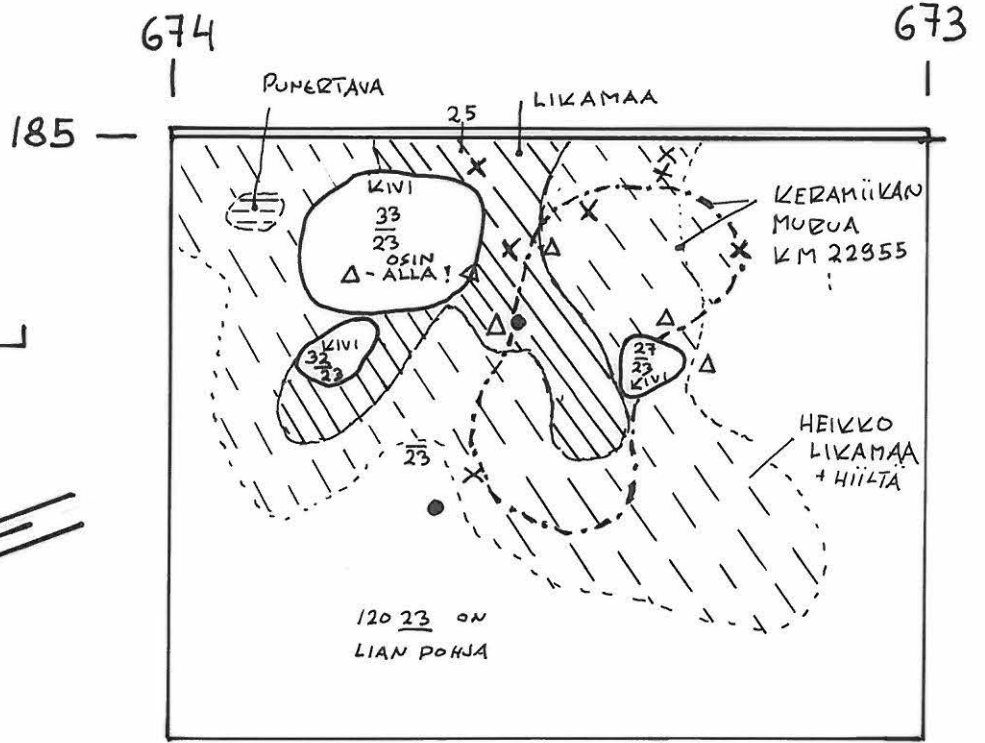 674
673
PUNERTAVA
LIKAMAA
25
185
KIVI
33
23
OSIN
ALLA!
KERAMIIKAN
MURUA
KM 22955
KIVI
32
23
27
23
KIVI
23
HEIKKO
LIKAMAA
+ HIILTÄ
120 23 ON
LIAN POHJA